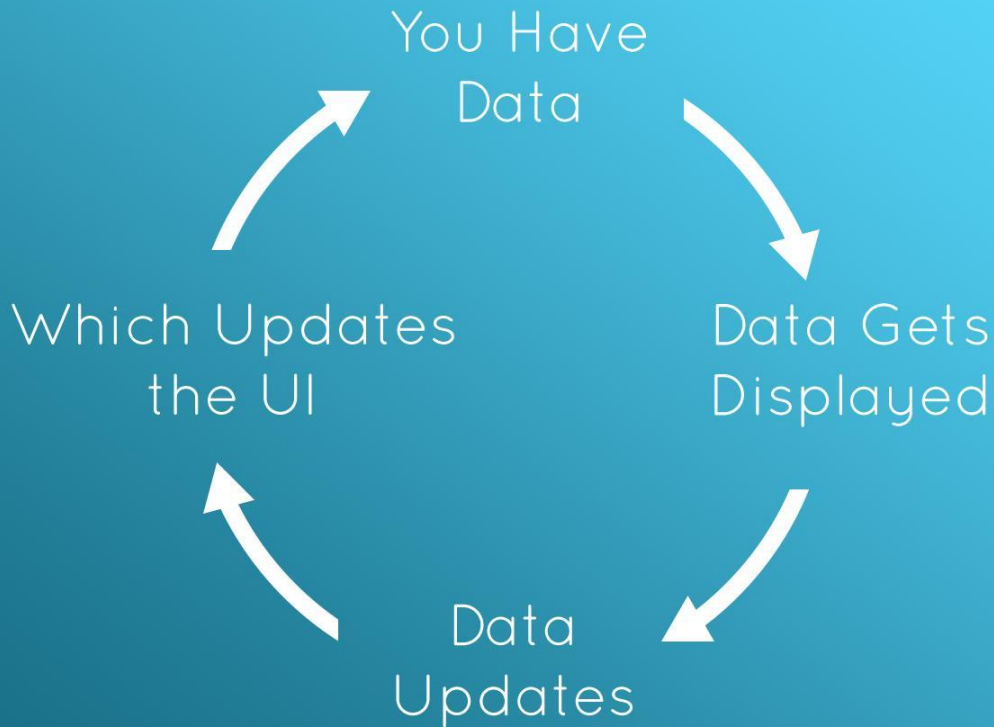 You Have
Data
Data Gets
Displayed
Data
Updates
Which Updates
the UI